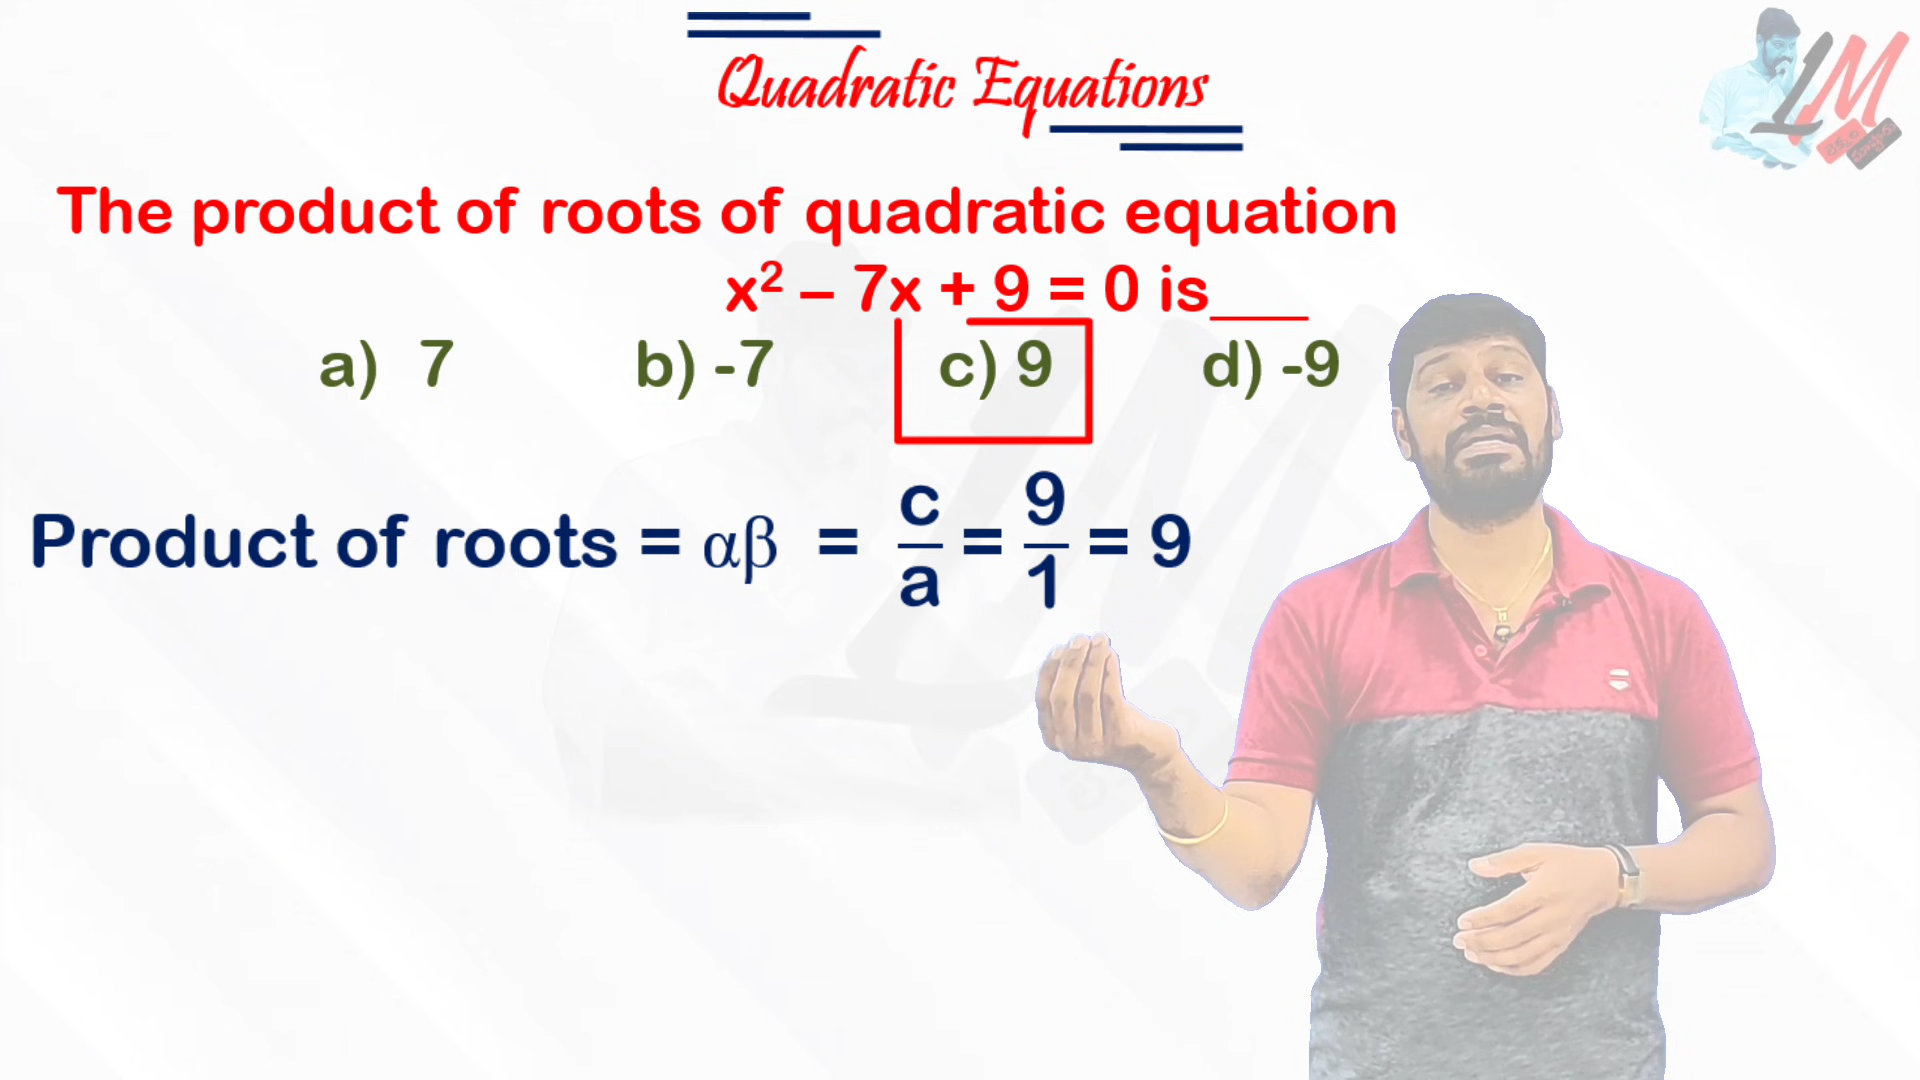 Quadratic Equations
LM
The product of roots of quadratic equation
x² – 7x + 9 = 0 is___
a) 7 b) -7 c) 9 d) -9
Product of roots = αβ = c/a = 9/1 = 9